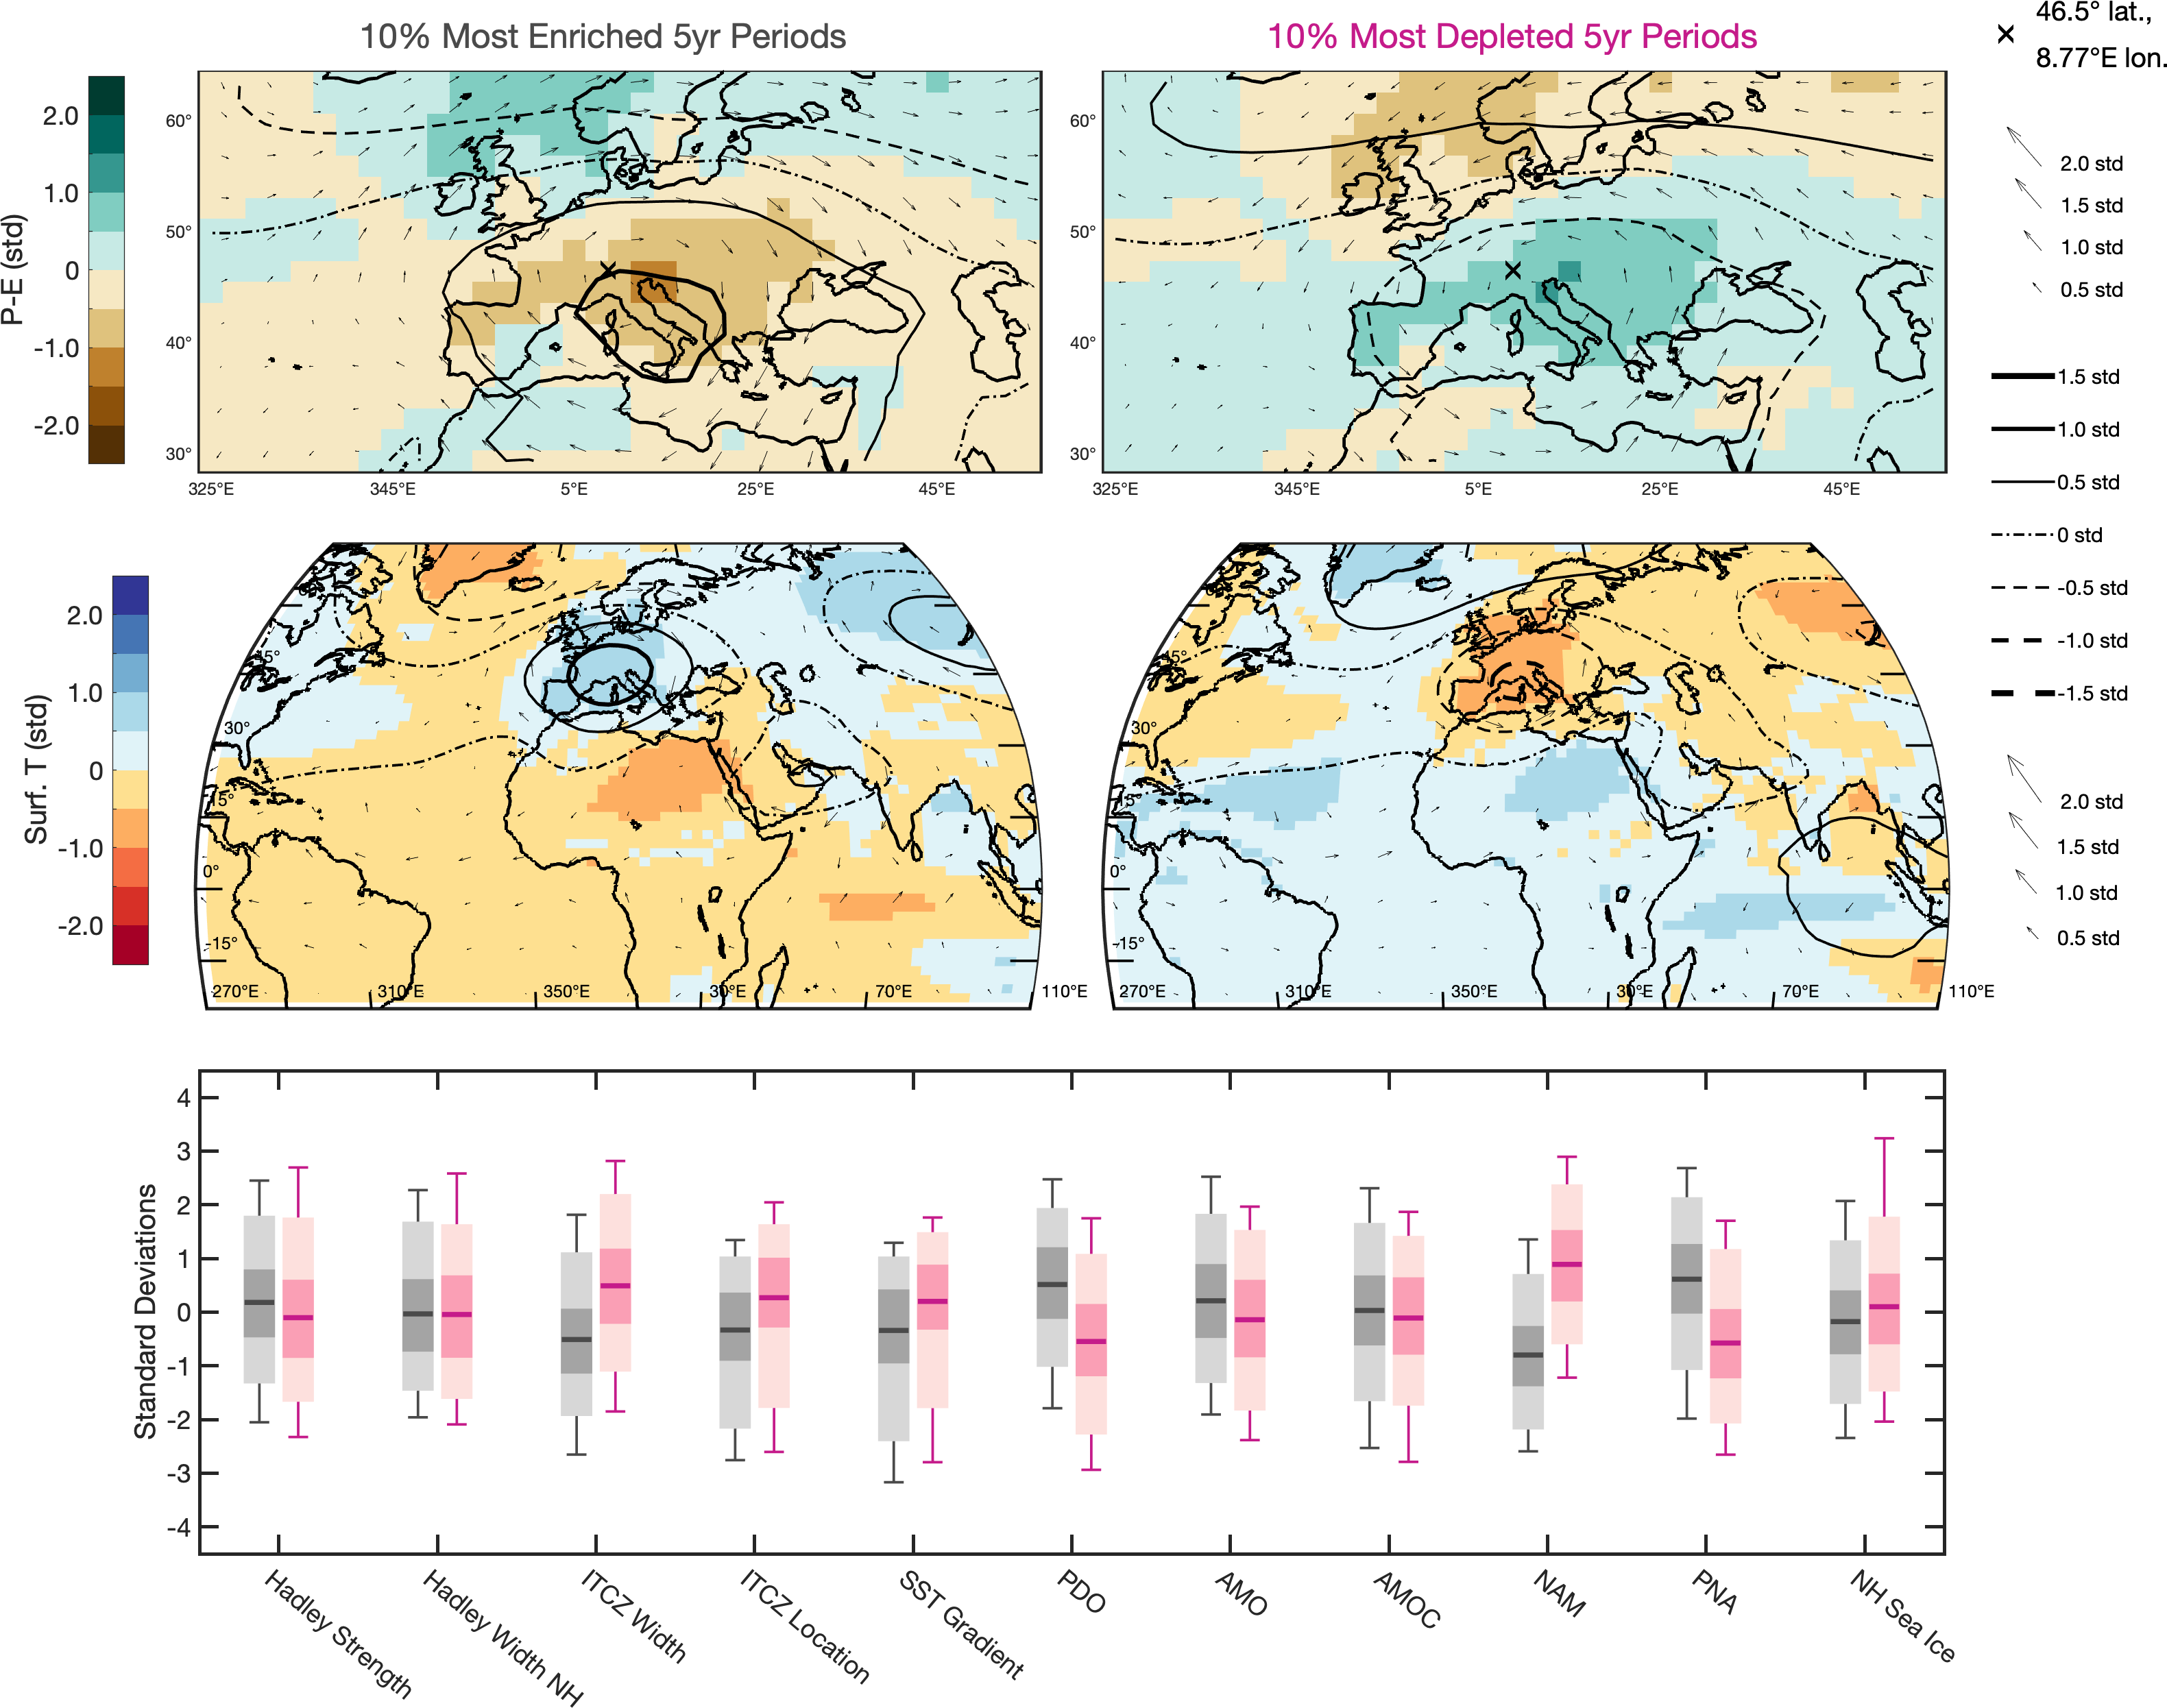 10% Most Enriched 5yr Periods
10% Most Depleted 5yr Periods
46.5° lat.,
8.77°E lon.
P-E (std)
2.0
1.0
0
-1.0
-2.0
60°
50°
40°
30°
325°E
345°E
5°E
25°E
45°E
60°
50°
40°
30°
325°E
345°E
5°E
25°E
45°E
2.0 std
1.5 std
1.0 std
0.5 std
1.5 std
1.0 std
0.5 std
0 std
-0.5 std
-1.0 std
-1.5 std
2.0 std
1.5 std
1.0 std
0.5 std
Surf. T (std)
2.0
1.0
0
-1.0
-2.0
45°
30°
15°
0°
-15°
270°E
310°E
350°E
30°E
70°E
110°E
45°
30°
15°
0°
-15°
270°E
310°E
350°E
30°E
70°E
110°E
Standard Deviations
4
3
2
1
0
-1
-2
-3
-4
Hadley Strength
Hadley Width NH
ITCZ Width
ITCZ Location
SST Gradient
PDO
AMO
AMOC
NAM
PNA
NH Sea Ice